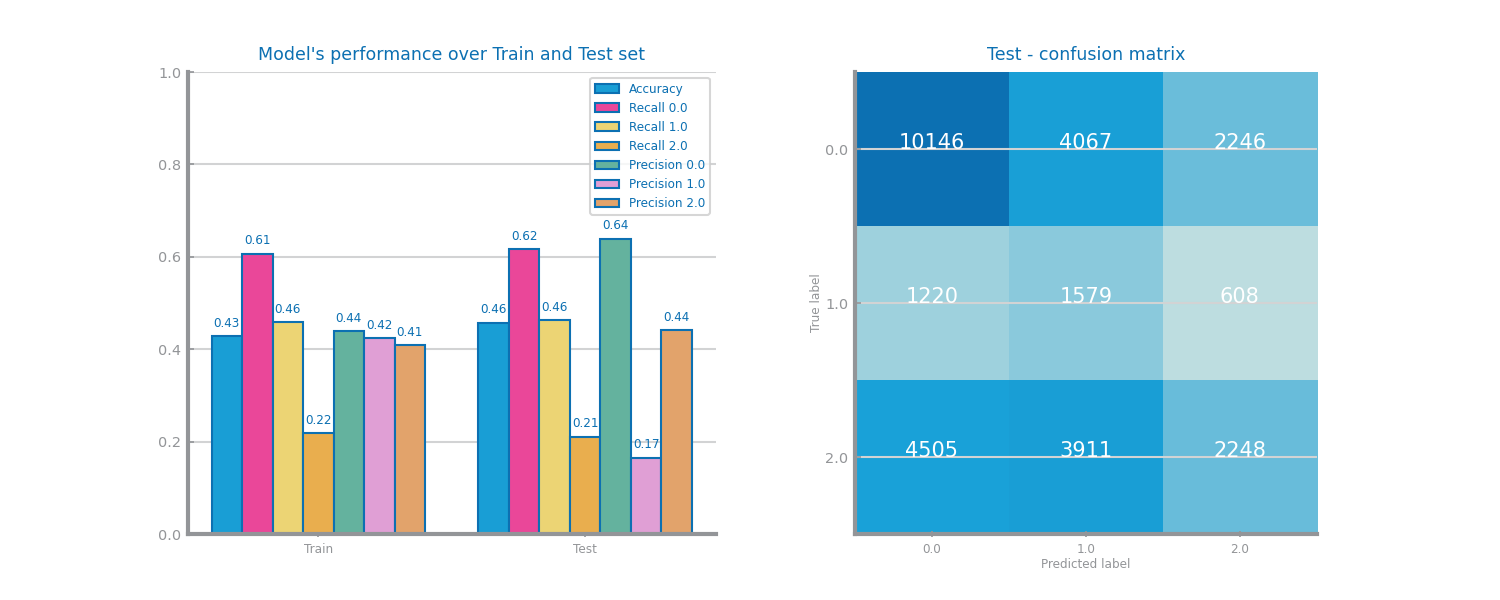 Model's performance over Train and Test set
1.0
0.8
0.6
0.4
0.2
0.0
Accuracy
Recall 0.0
Recall 1.0
Recall 2.0
Precision 0.0
Precision 1.0
Precision 2.0
0.43
0.61
0.46
0.22
0.44
0.42
0.41
0.46
0.62
0.46
0.21
0.64
0.17
0.44
Train
Test
Test - confusion matrix
True label
0.0
1.0
2.0
10146 4067 2246
1220 1579 608
4505 3911 2248
0.0 1.0 2.0
Predicted label